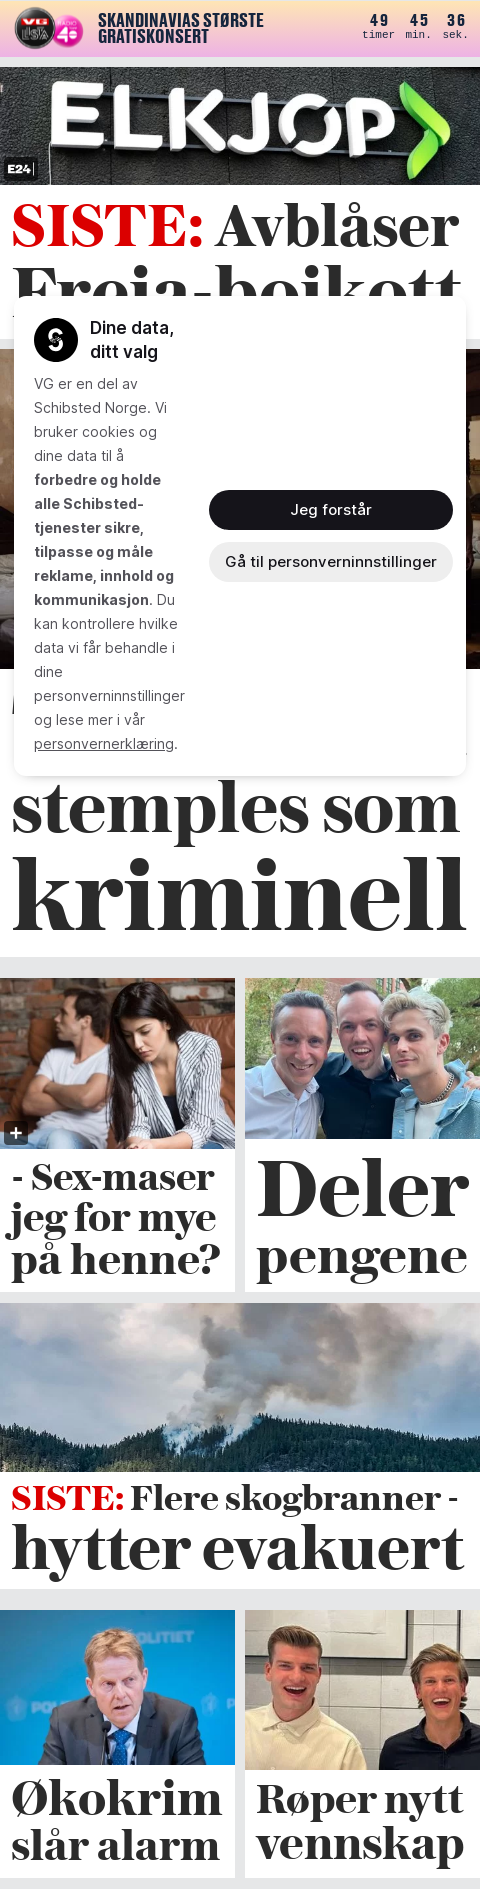 VG
RADIO
45
SKANDINAVIAS STØRSTE
GRATISKONSERT
49 45 36
timer min. sek.
ELKJØP
E24
SISTE: Avblåser
Freia-boikott
Dine data,
ditt valg
VG er en del av
Schibsted Norge. Vi
bruker cookies og
dine data til å
forbedre og holde
alle Schibsted-
tjenester sikre,
tilpasse og måle
reklame, innhold og
kommunikasjon. Du
kan kontrollere hvilke
data vi får behandle i
dine
personverninnstillinger
og lese mer i vår
personvernerklæring.
Jeg forstår
Gå til personverninnstillinger
stemples som
kriminell
- Sex-maser
jeg for mye
på henne?
Deler
pengene
SISTE: Flere skogbranner -
hytter evakuert
Økokrim
slår alarm
Røper nytt
vennskap